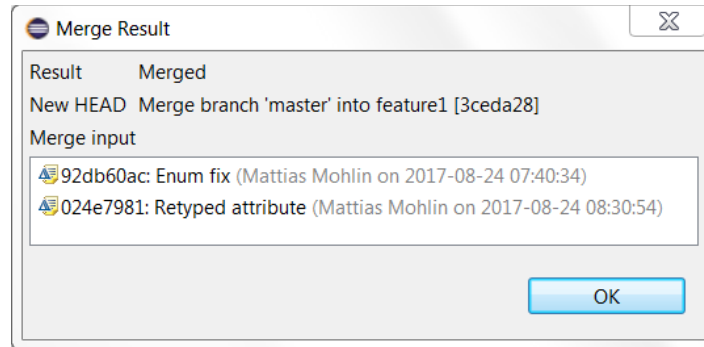 Merge Result
Result Merged
New HEAD Merge branch 'master' into feature1 [3ceda28]
Merge input
92db60ac: Enum fix (Mattias Mohlin on 2017-08-24 07:40:34)
024e7981: Retyped attribute (Mattias Mohlin on 2017-08-24 08:30:54)
OK